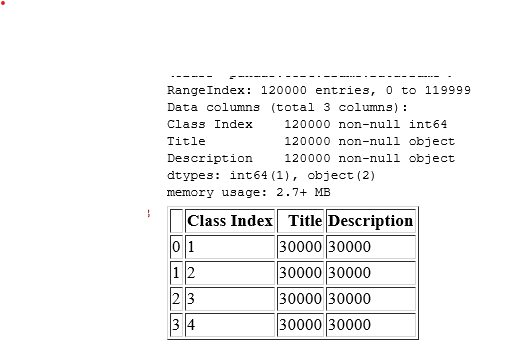 RangeIndex: 120000 entries, 0 to 119999
Data columns (total 3 columns):
Class Index    120000 non-null int64
Title          120000 non-null object
Description    120000 non-null object
dtypes: int64(1), object(2)
memory usage: 2.7+ MB
Class Index Title Description
0 1 30000 30000
1 2 30000 30000
2 3 30000 30000
3 4 30000 30000